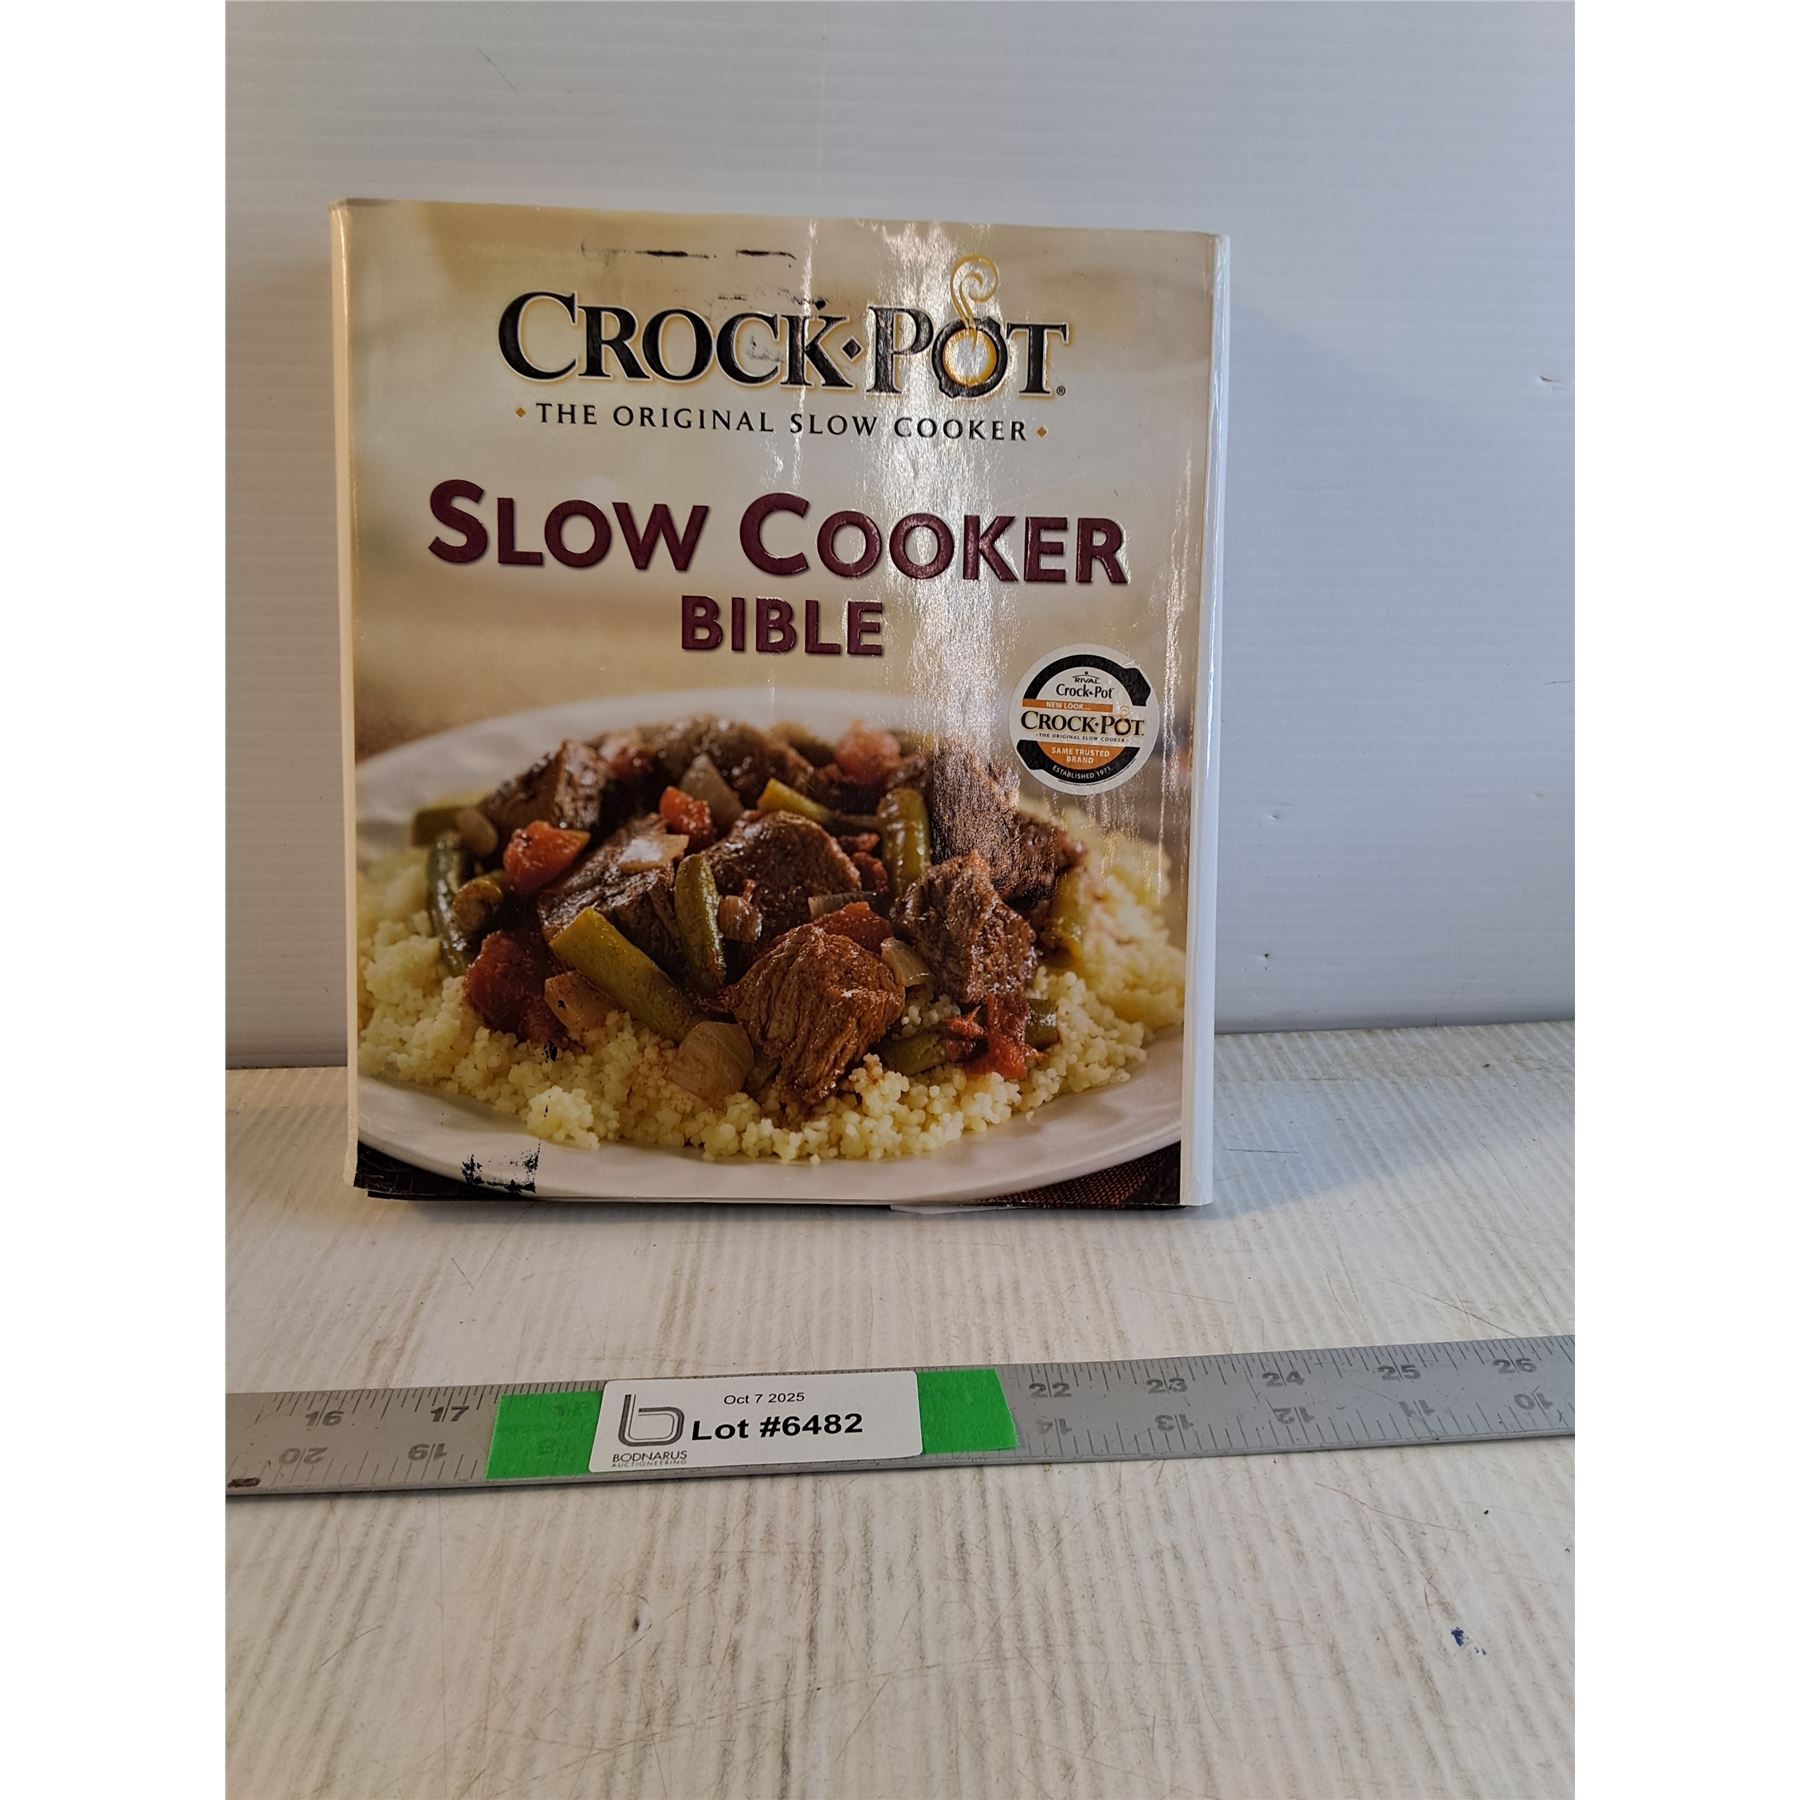 CROCK·POT®
• THE ORIGINAL SLOW COOKER •
SLOW COOKER
BIBLE
RIVAL
Crock•Pot
NEW LOOK...
CROCK·POT
• THE ORIGINAL SLOW COOKER •
SAME TRUSTED
BRAND
ESTABLISHED 1971
16 17 22 23 24 25 26
20 19 14 13 12 11 10
Oct 7 2025
Lot #6482
BODNARUS
AUCTIONEERING